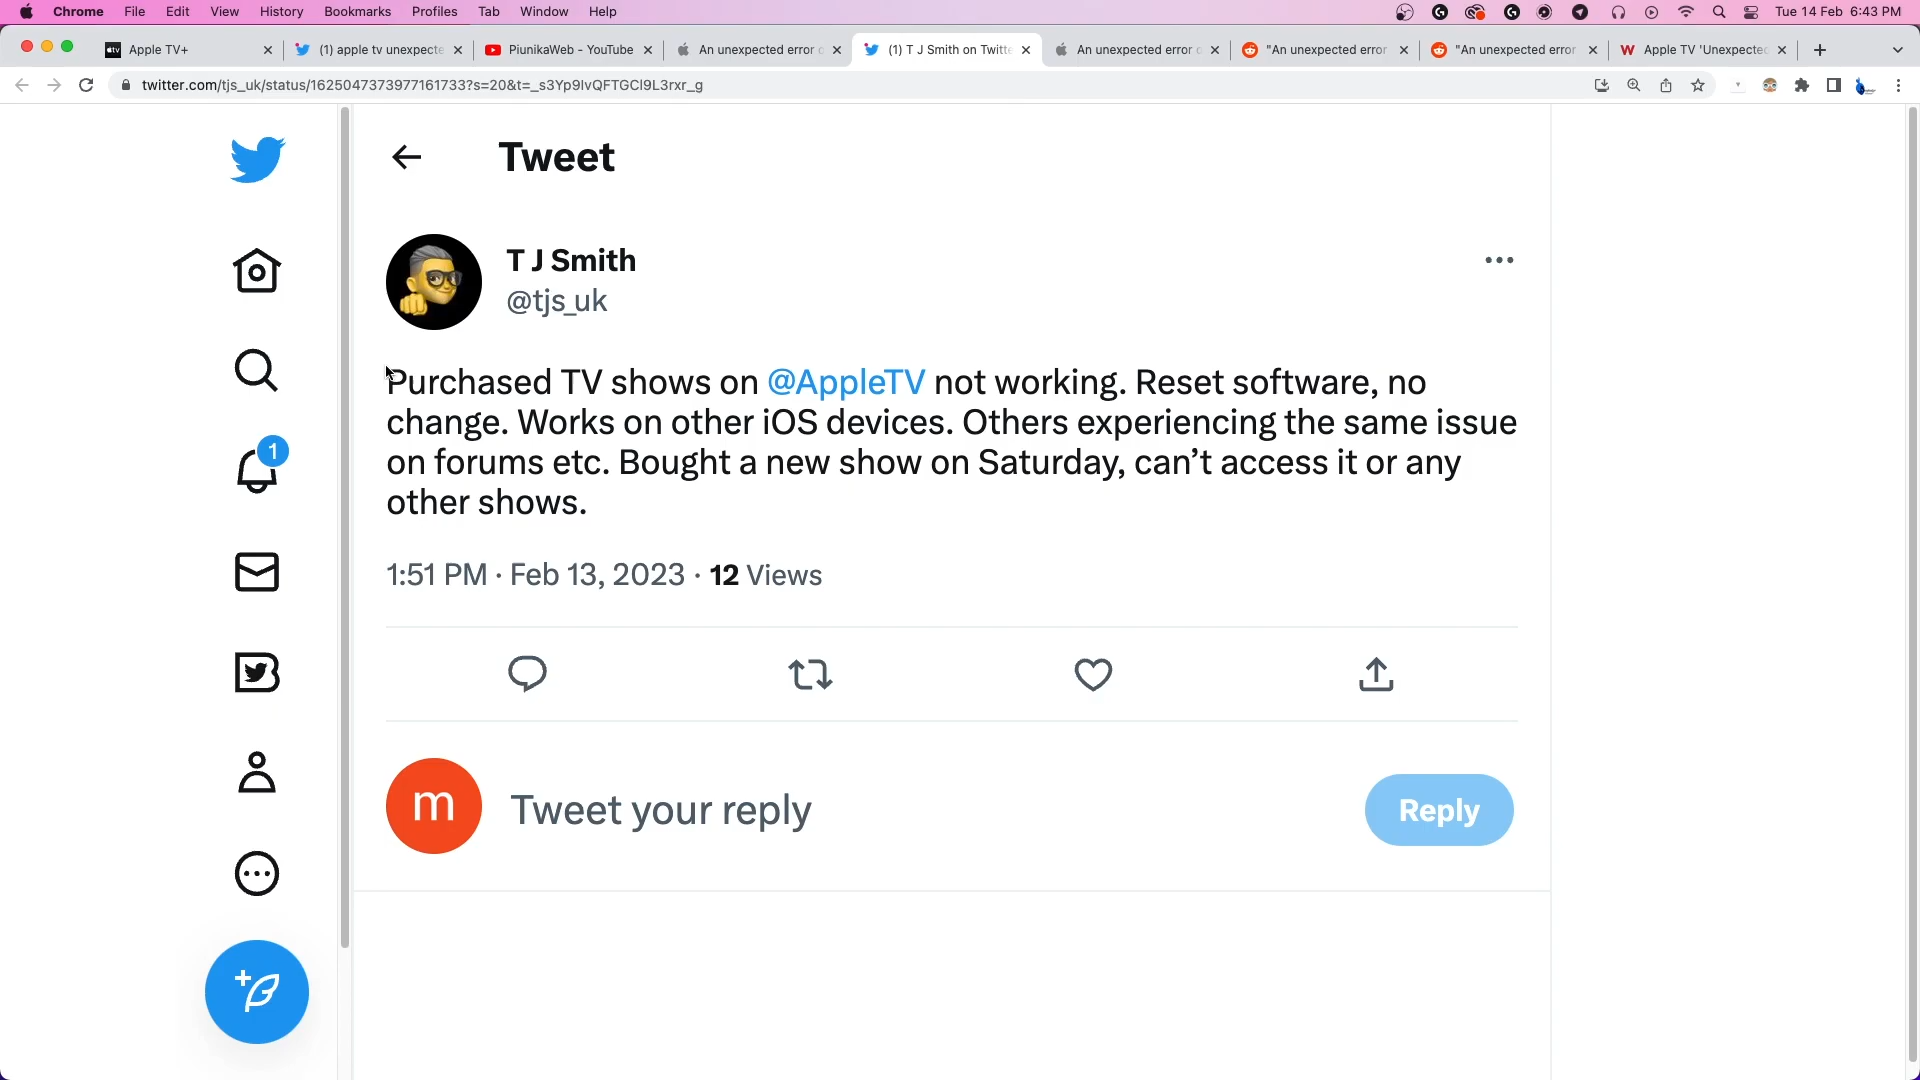 Chrome File Edit View History Bookmarks Profiles Tab Window Help Tue 14 Feb 6:43 PM
Apple TV+ (1) apple tv unexpecte PiunikaWeb - YouTube An unexpected error o (1) T J Smith on Twitte An unexpected error o "An unexpected error "An unexpected error Apple TV 'Unexpected
twitter.com/tjs_uk/status/1625047373977161733?s=20&t=_s3Yp9lvQFTGCl9L3rxr_g
Tweet
T J Smith
@tjs_uk
Purchased TV shows on @AppleTV not working. Reset software, no
change. Works on other iOS devices. Others experiencing the same issue
on forums etc. Bought a new show on Saturday, can’t access it or any
other shows.
1
1:51 PM · Feb 13, 2023 · 12 Views
m
Tweet your reply
Reply